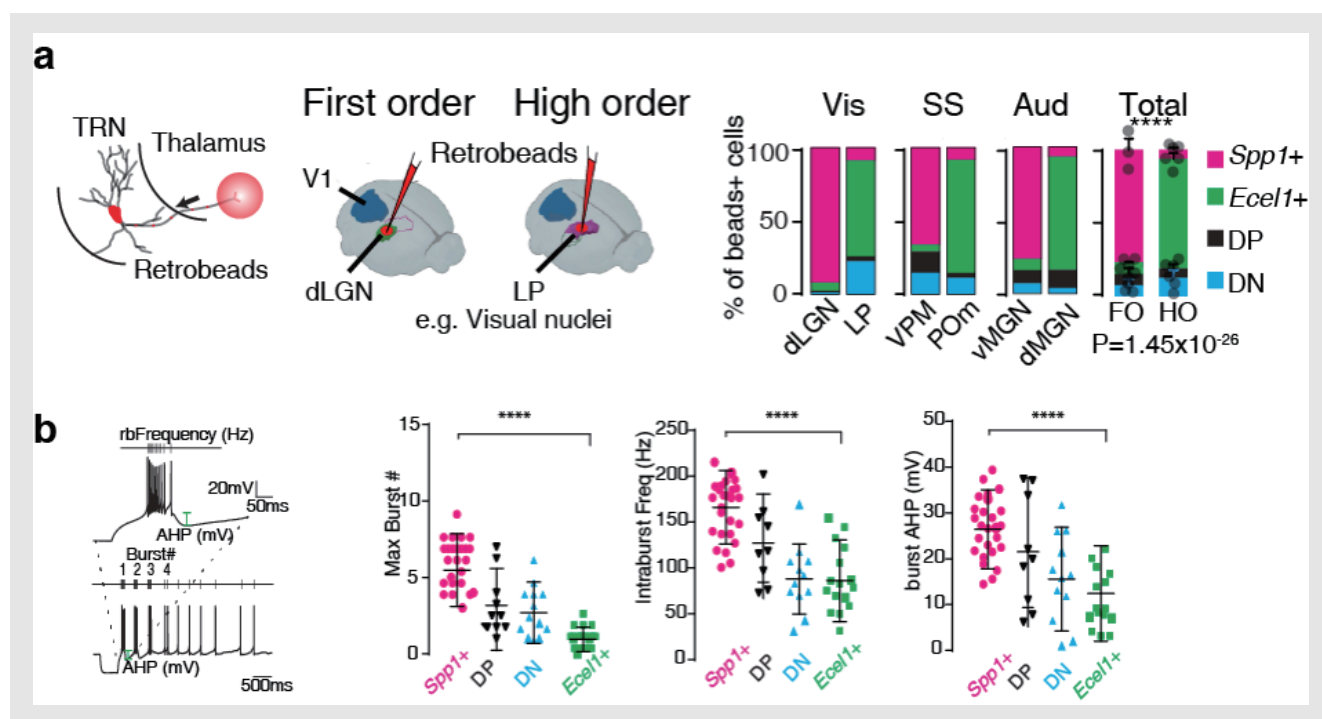 a
First order High order
TRN
Thalamus
Retrobeads
V1
Retrobeads
dLGN
LP
e.g. Visual nuclei
% of beads+ cells
100
50
0
Vis
SS
Aud
Total
****
dLGN
LP
VPM
POm
vMGN
dMGN
FO
HO
P=1.45x10-26
Spp1+
Ecel1+
DP
DN
b
rbFrequency (Hz)
20mV
50ms
AHP (mV)
Burst#
1 2 3 4
AHP (mV)
500ms
****
Max Burst #
15
10
5
0
Spp1+
DP
DN
Ecel1+
****
Intraburst Freq (Hz)
250
200
150
100
50
0
Spp1+
DP
DN
Ecel1+
****
burst AHP (mV)
50
40
30
20
10
0
Spp1+
DP
DN
Ecel1+